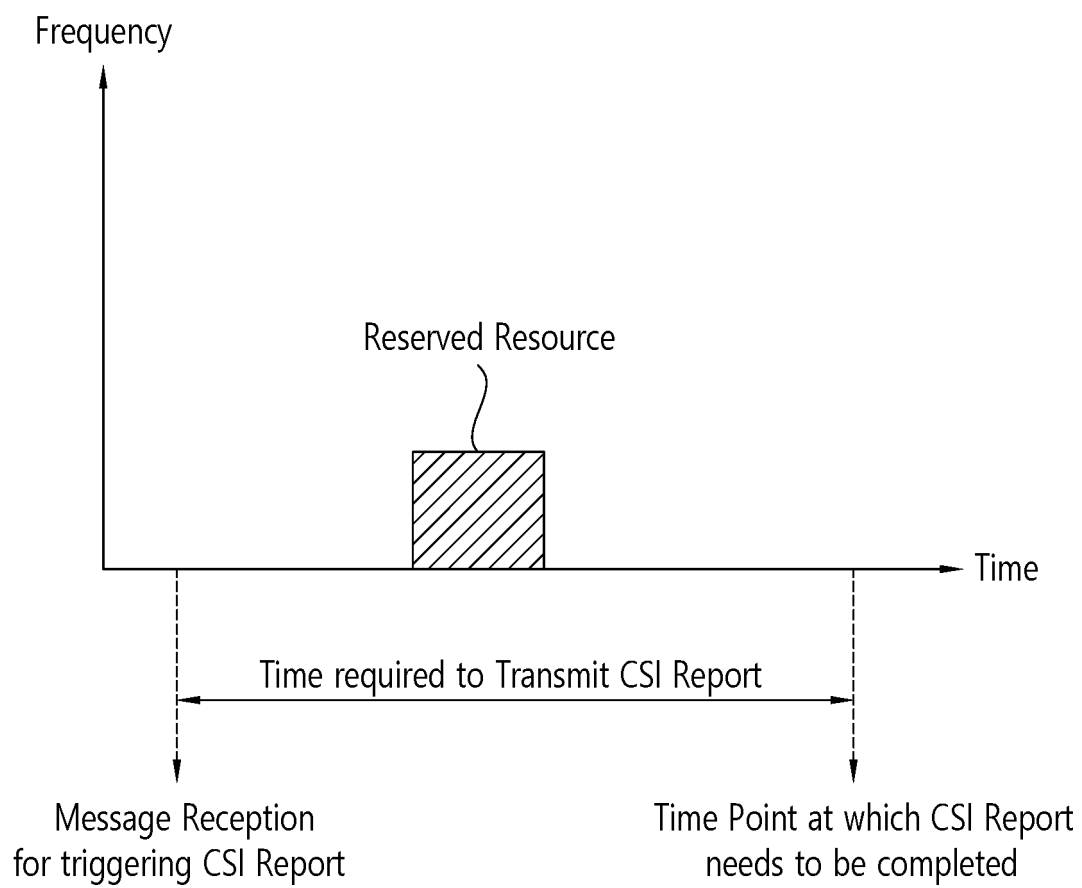 Frequency
Reserved Resource
Time
Time required to Transmit CSI Report
Message Reception
for triggering CSI Report
Time Point at which CSI Report
needs to be completed